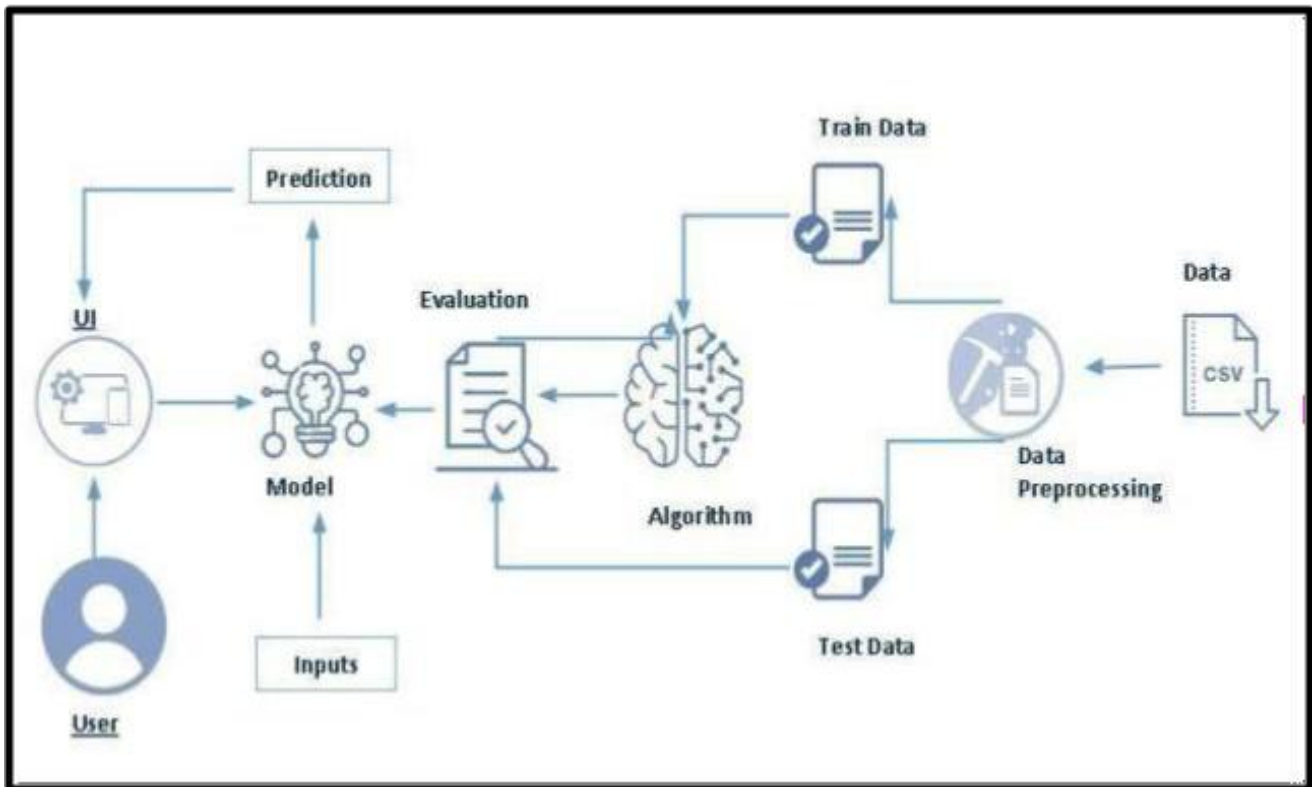 Train Data
Prediction
Data
Evaluation
UI
CSV
Data
Preprocessing
Model
Algorithm
Test Data
Inputs
User